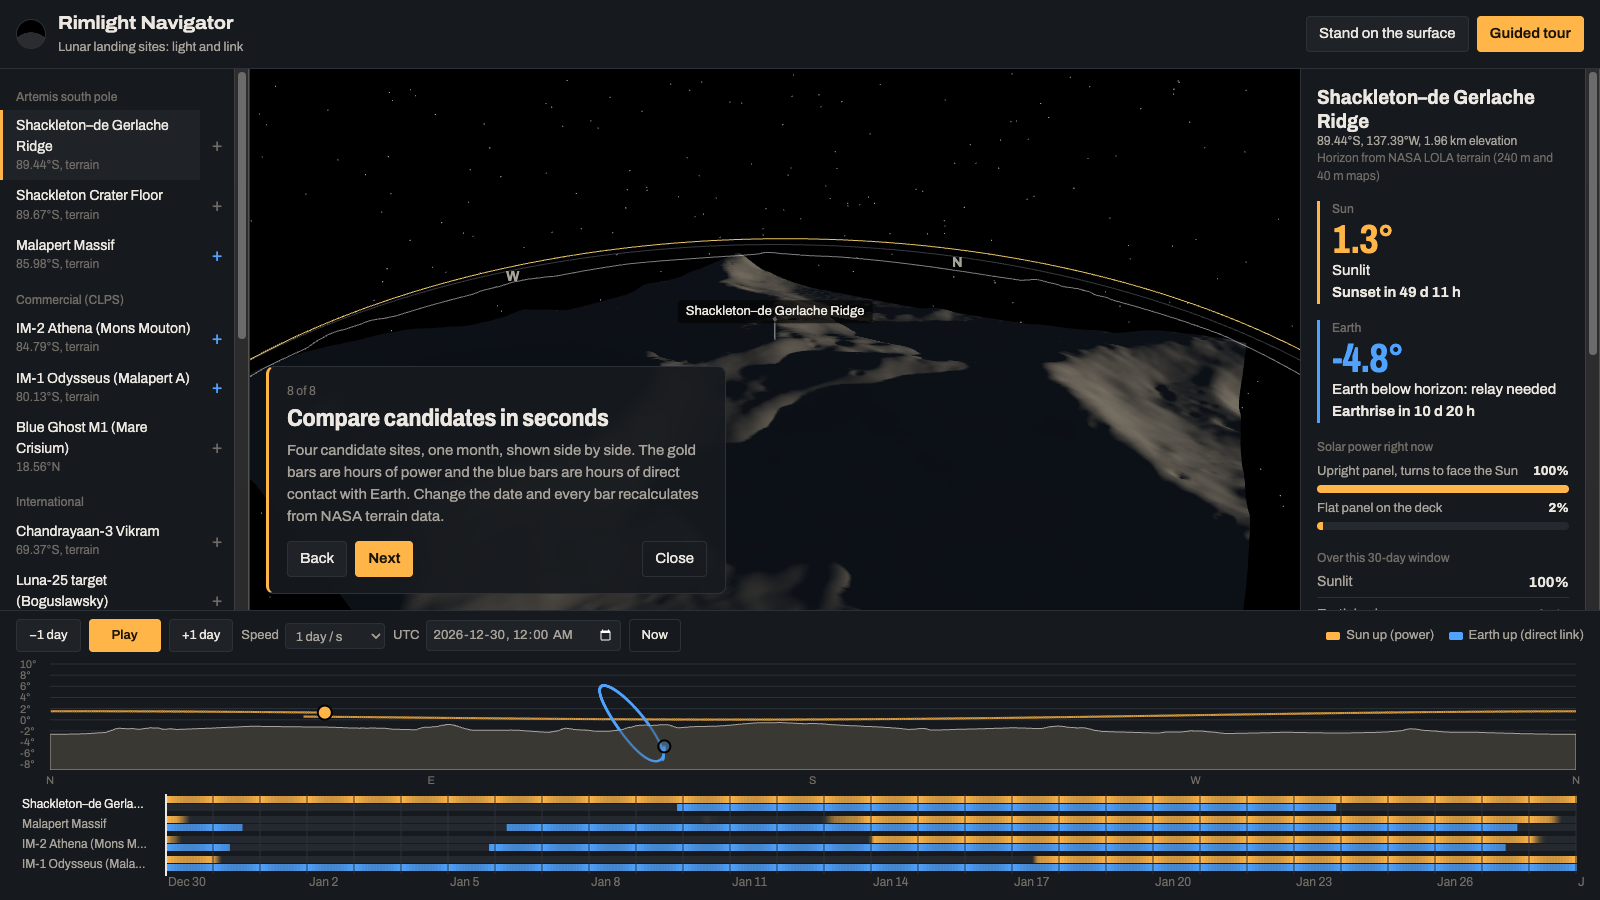 Rimlight Navigator
Lunar landing sites: light and link
Stand on the surface
Guided tour
Artemis south pole
Shackleton–de Gerlache
Ridge
89.44°S, terrain
+
Shackleton Crater Floor
89.67°S, terrain
+
Malapert Massif
85.98°S, terrain
+
Commercial (CLPS)
IM-2 Athena (Mons Mouton)
84.79°S, terrain
+
IM-1 Odysseus (Malapert A)
80.13°S, terrain
+
Blue Ghost M1 (Mare
Crisium)
18.56°N
+
International
Chandrayaan-3 Vikram
69.37°S, terrain
+
Luna-25 target
(Boguslawsky)
+
W
N
Shackleton–de Gerlache Ridge
8 of 8
Compare candidates in seconds
Four candidate sites, one month, shown side by side. The gold
bars are hours of power and the blue bars are hours of direct
contact with Earth. Change the date and every bar recalculates
from NASA terrain data.
Back
Next
Close
Shackleton–de Gerlache
Ridge
89.44°S, 137.39°W, 1.96 km elevation
Horizon from NASA LOLA terrain (240 m and
40 m maps)
Sun
1.3°
Sunlit
Sunset in 49 d 11 h
Earth
-4.8°
Earth below horizon: relay needed
Earthrise in 10 d 20 h
Solar power right now
Upright panel, turns to face the Sun 100%
Flat panel on the deck 2%
Over this 30-day window
Sunlit 100%
−1 day
Play
+1 day
Speed
1 day / s
UTC
2026-12-30, 12:00 AM
Now
Sun up (power)
Earth up (direct link)
10°
8°
6°
4°
2°
0°
-2°
-4°
-6°
-8°
N E S W N
Shackleton–de Gerla...
Malapert Massif
IM-2 Athena (Mons M...
IM-1 Odysseus (Mala...
Dec 30 Jan 2 Jan 5 Jan 8 Jan 11 Jan 14 Jan 17 Jan 20 Jan 23 Jan 26 J